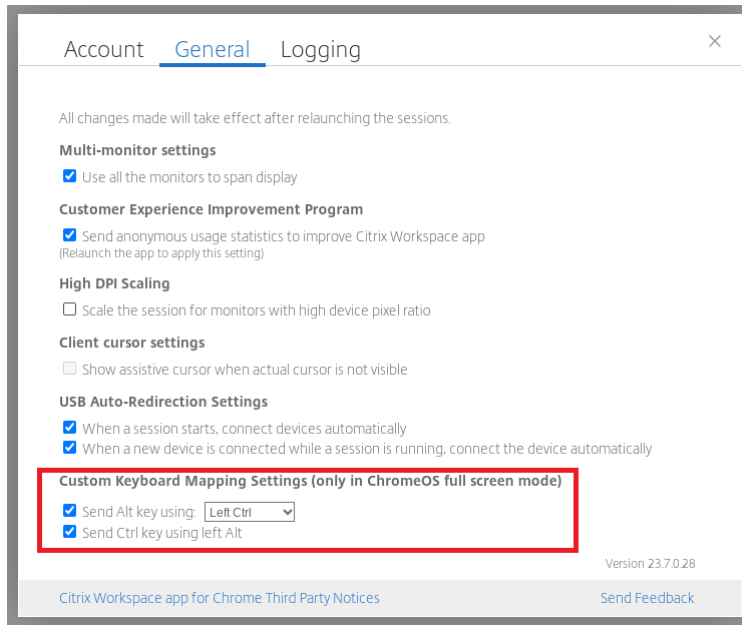 Account General Logging
All changes made will take effect after relaunching the sessions.
Multi-monitor settings
Use all the monitors to span display
Customer Experience Improvement Program
Send anonymous usage statistics to improve Citrix Workspace app
(Relaunch the app to apply this setting)
High DPI Scaling
Scale the session for monitors with high device pixel ratio
Client cursor settings
Show assistive cursor when actual cursor is not visible
USB Auto-Redirection Settings
When a session starts, connect devices automatically
When a new device is connected while a session is running, connect the device automatically
Custom Keyboard Mapping Settings (only in ChromeOS full screen mode)
Send Alt key using: Left Ctrl
Send Ctrl key using left Alt
Version 23.7.0.28
Citrix Workspace app for Chrome Third Party Notices Send Feedback